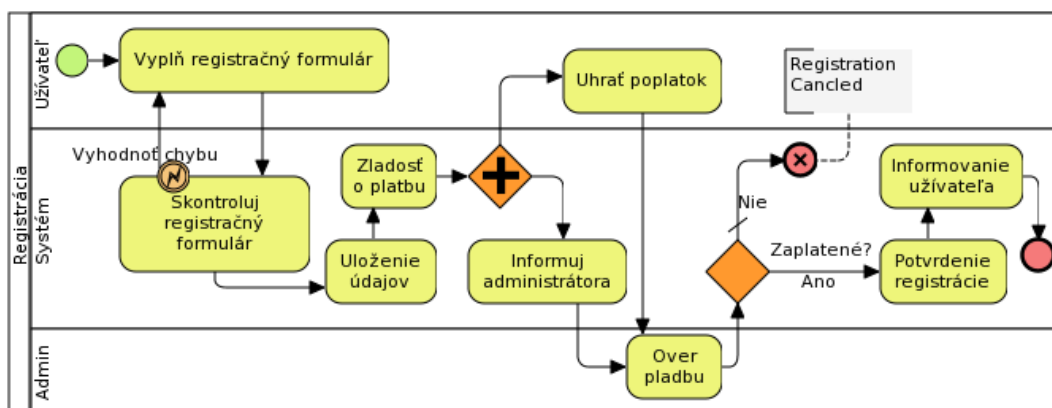 Registrácia
Užívateľ
Vyplň registračný formulár
Uhrať poplatok
Registration
Cancled
Systém
Vyhodnoť chybu
Skontroluj
registračný
formulár
Zladosť
o platbu
Uloženie
údajov
Informuj
administrátora
Nie
Zaplatené?
Ano
Informovanie
užívateľa
Potvrdenie
registrácie
Admin
Over
pladbu